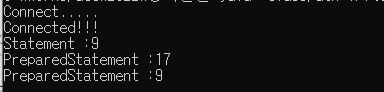 Connect.....
Connected!!!
Statement :9
PreparedStatement :17
PreparedStatement :9